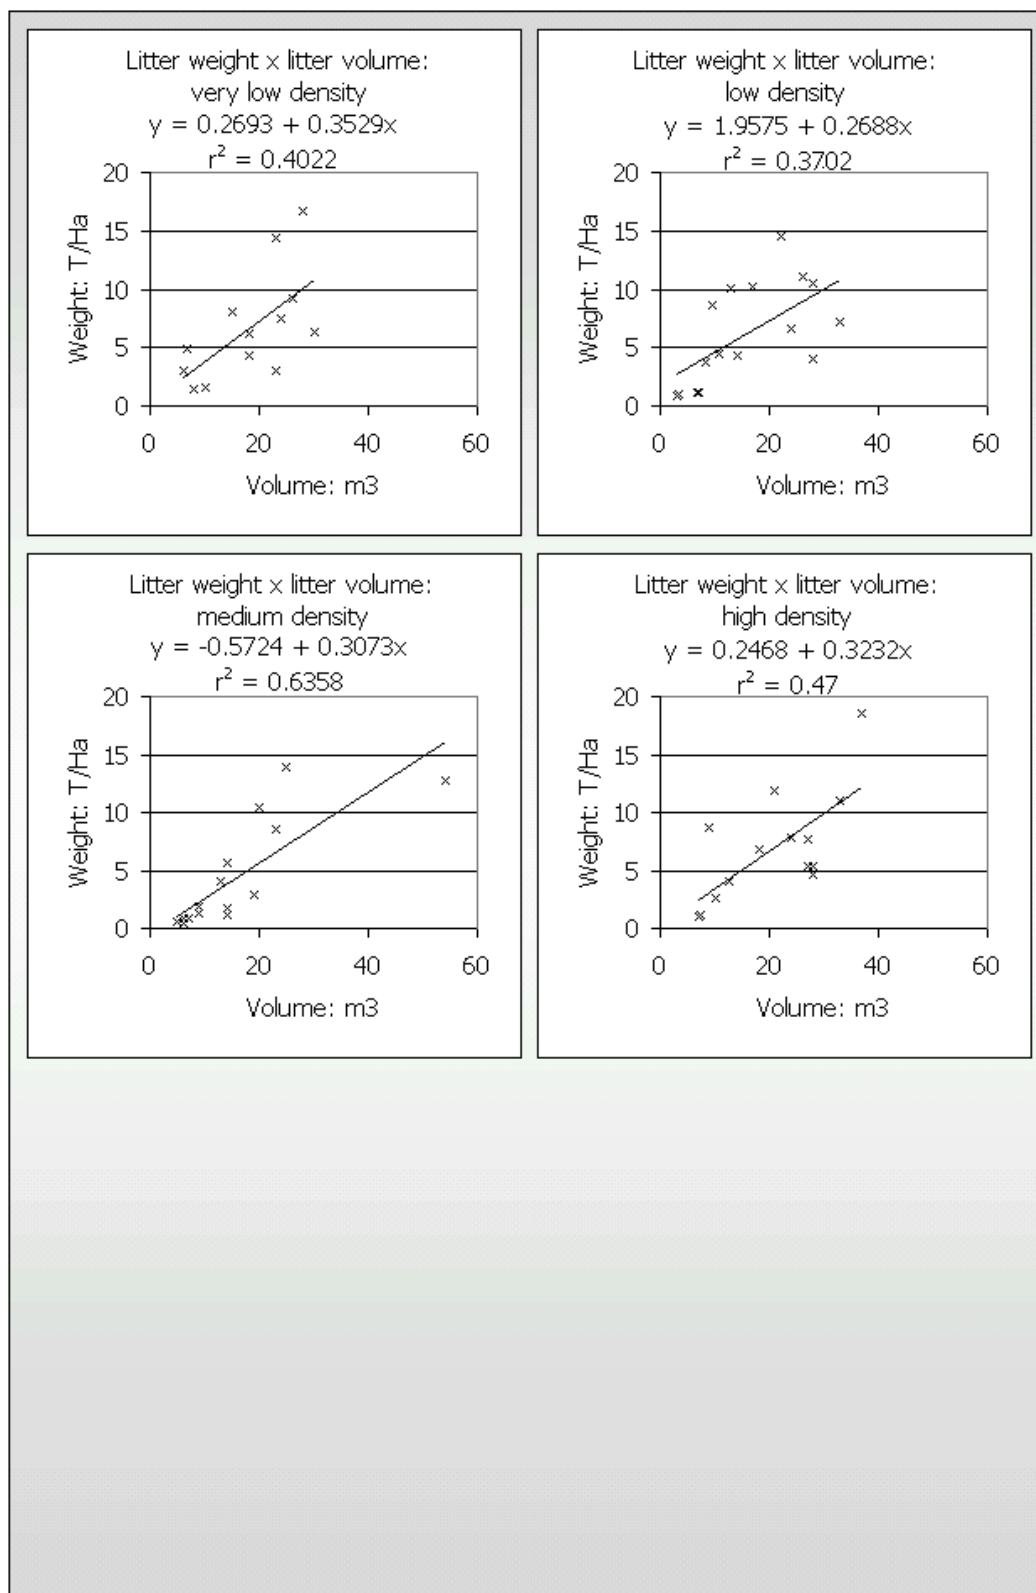 Litter weight x litter volume:
very low density
y = 0.2693 + 0.3529x
r² = 0.4022
20
15
10
5
0
0 20 40 60
Weight: T/Ha
Volume: m3
Litter weight x litter volume:
low density
y = 1.9575 + 0.2688x
r² = 0.3702
20
15
10
5
0
0 20 40 60
Weight: T/Ha
Volume: m3
Litter weight x litter volume:
medium density
y = -0.5724 + 0.3073x
r² = 0.6358
20
15
10
5
0
0 20 40 60
Weight: T/Ha
Volume: m3
Litter weight x litter volume:
high density
y = 0.2468 + 0.3232x
r² = 0.47
20
15
10
5
0
0 20 40 60
Weight: T/Ha
Volume: m3